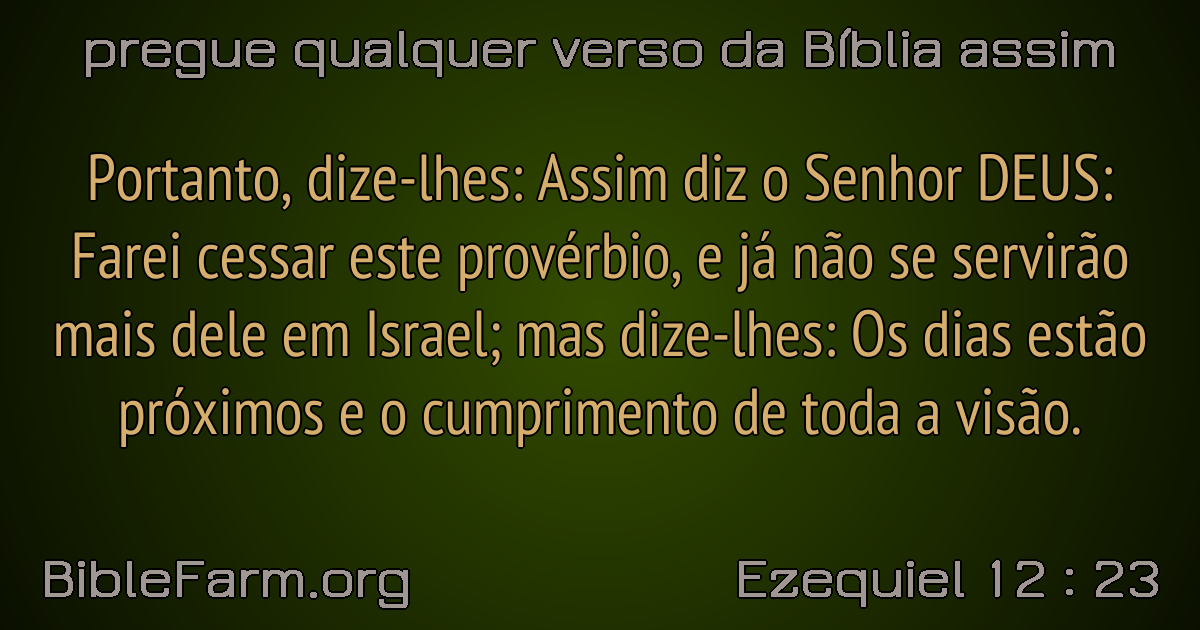 pregue qualquer verso da Bíblia assim
Portanto, dize-lhes: Assim diz o Senhor DEUS:
Farei cessar este provérbio, e já não se servirão
mais dele em Israel; mas dize-lhes: Os dias estão
próximos e o cumprimento de toda a visão.
BibleFarm.org
Ezequiel 12 : 23